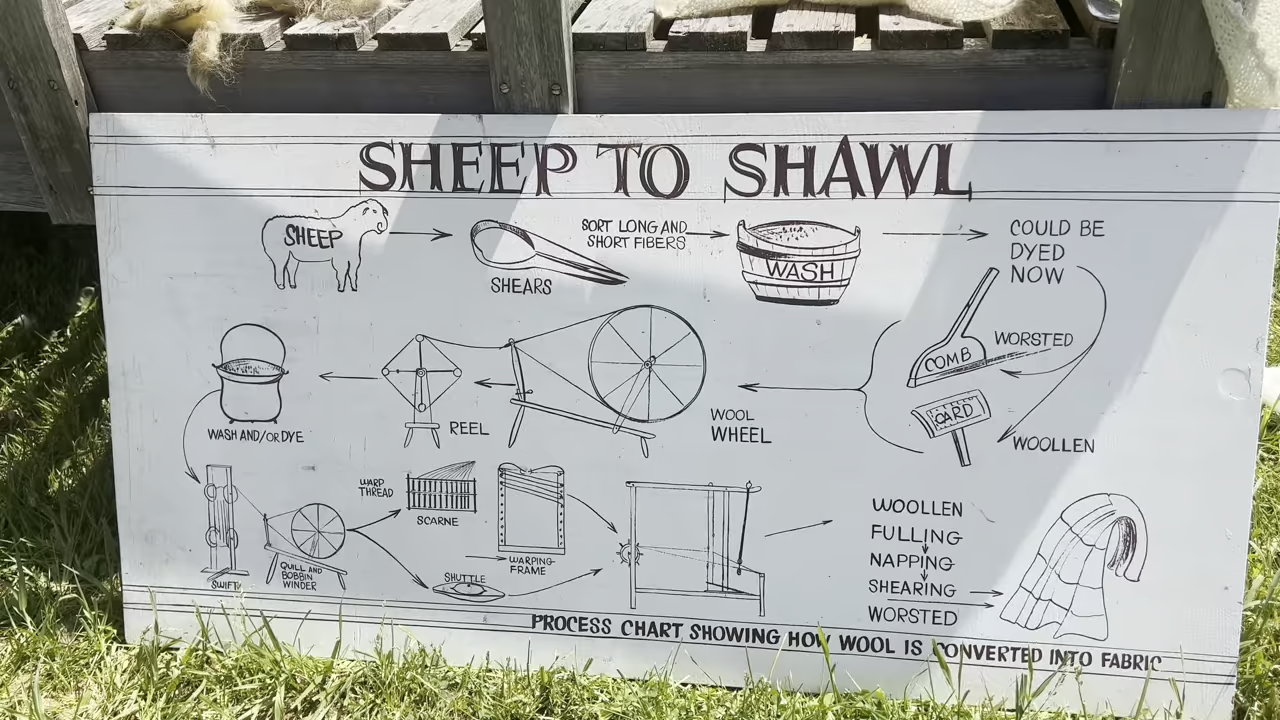 SHEEP TO SHAWL
SHEEP
SHEARS
SORT LONG AND
SHORT FIBERS
WASH
COULD BE
DYED
NOW
COMB
WORSTED
CARD
WOOLLEN
WOOL
WHEEL
REEL
WASH AND/OR DYE
SWIFT
QUILL AND
BOBBIN
WINDER
WARP
THREAD
SCARNE
WARPING
FRAME
SHUTTLE
WOOLLEN
FULLING
NAPPING
SHEARING
WORSTED
PROCESS CHART SHOWING HOW WOOL IS CONVERTED INTO FABRIC